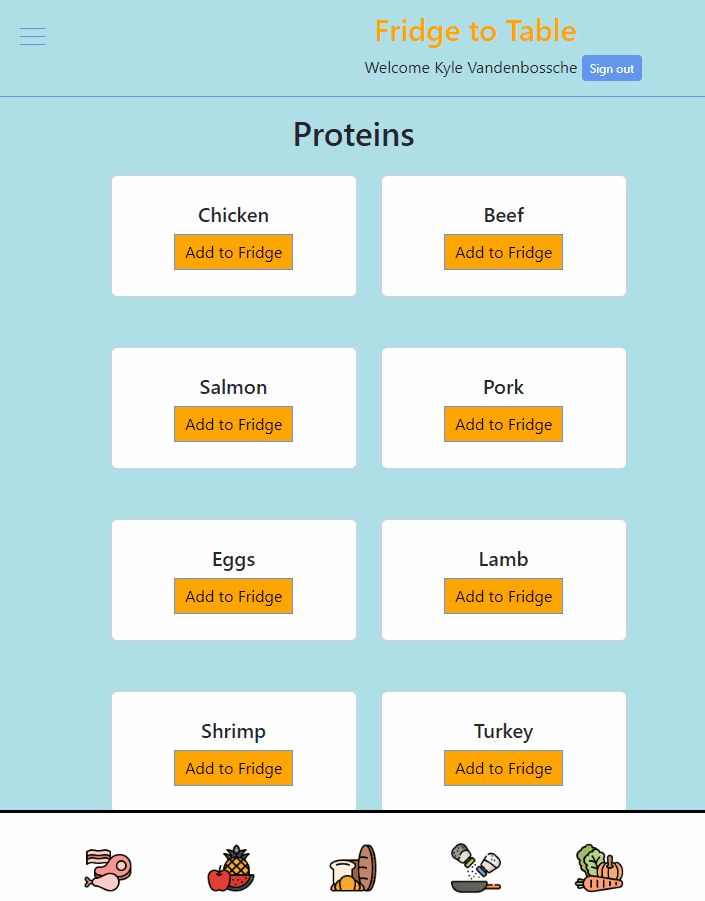 Fridge to Table
Welcome Kyle Vandenbossche Sign out
Proteins
Chicken
Add to Fridge
Beef
Add to Fridge
Salmon
Add to Fridge
Pork
Add to Fridge
Eggs
Add to Fridge
Lamb
Add to Fridge
Shrimp
Add to Fridge
Turkey
Add to Fridge